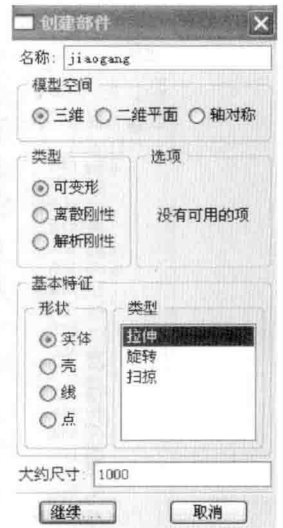 创建部件
名称: jiaogang
模型空间
三维 二维平面 轴对称
类型 选项
可变形
离散刚性 没有可用的项
解析刚性
基本特征
形状 类型
实体 拉伸
壳 旋转
线 扫掠
点
大约尺寸: 1000
继续... 取消